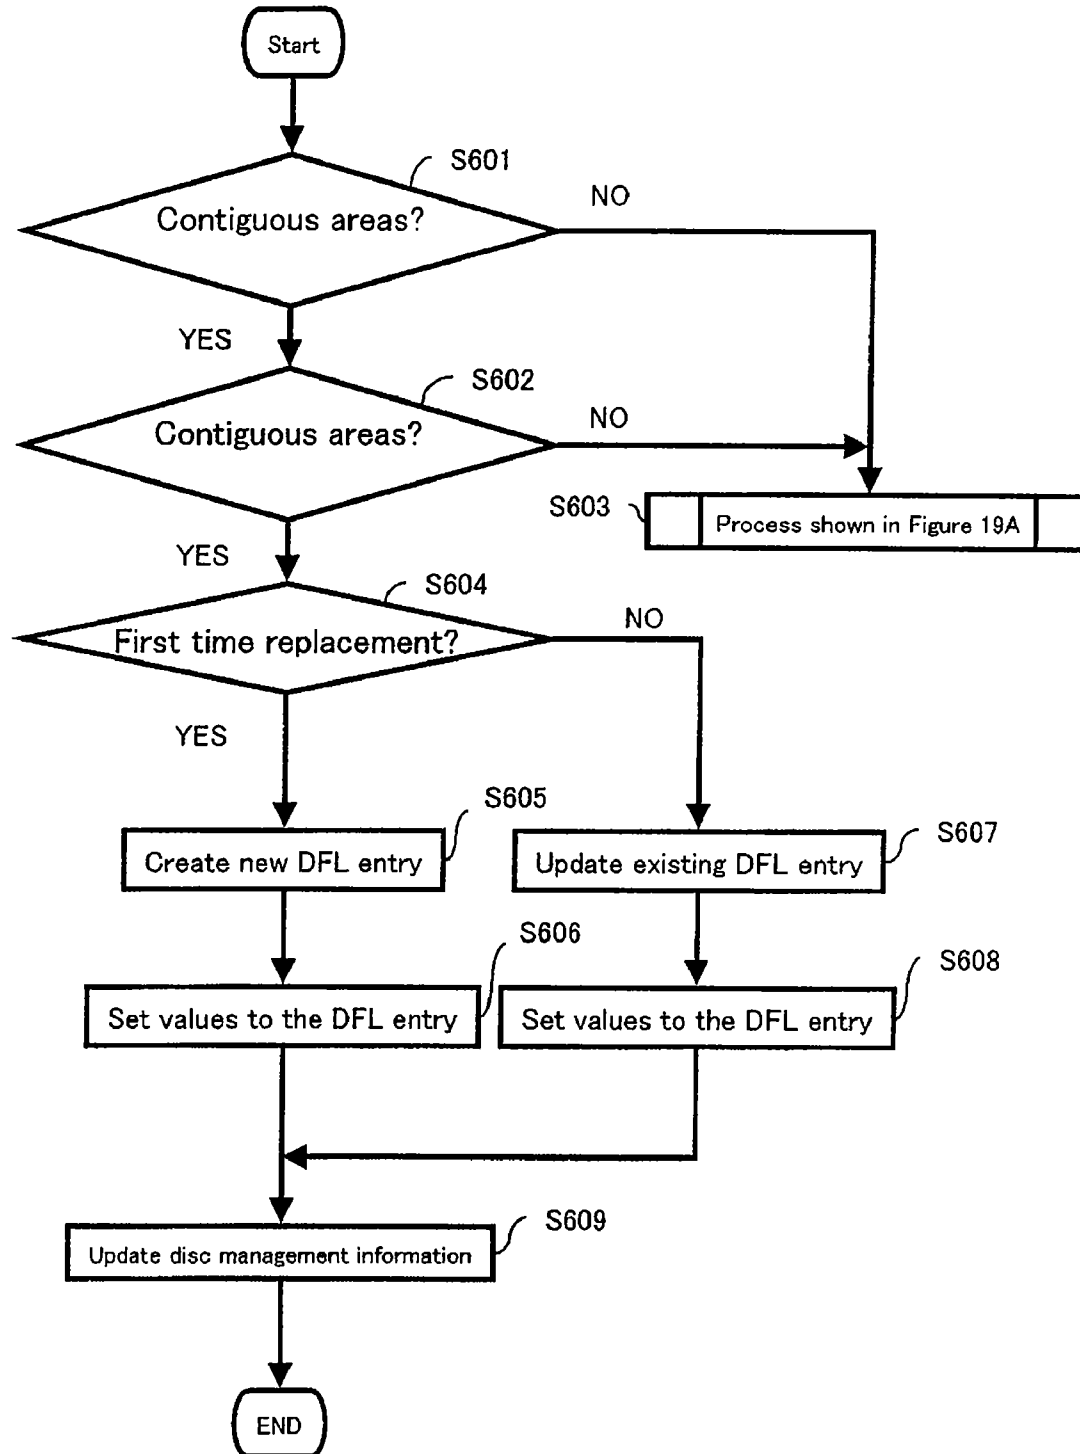 Start
S601
Contiguous areas?
NO
YES
S602
Contiguous areas?
NO
S603
Process shown in Figure 19A
YES
S604
First time replacement?
NO
YES
S605
Create new DFL entry
S607
Update existing DFL entry
S606
Set values to the DFL entry
S608
Set values to the DFL entry
S609
Update disc management information
END